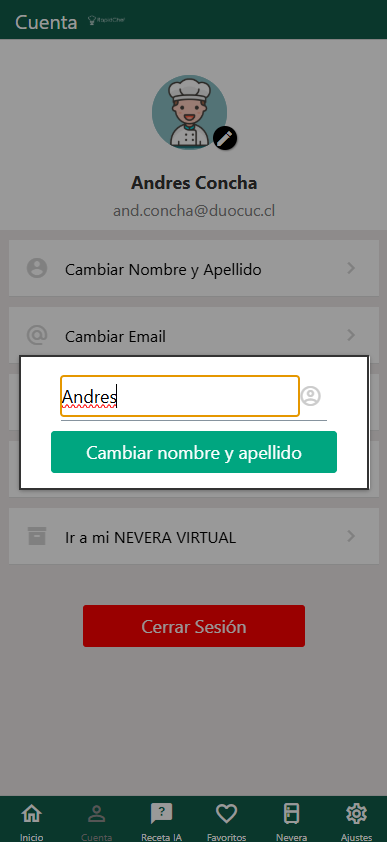 Cuenta RapidChef
Andres Concha
and.concha@duocuc.cl
Cambiar Nombre y Apellido
Cambiar Email
Andres
Cambiar nombre y apellido
Ir a mi NEVERA VIRTUAL
Cerrar Sesión
Inicio Cuenta Receta IA Favoritos Nevera Ajustes